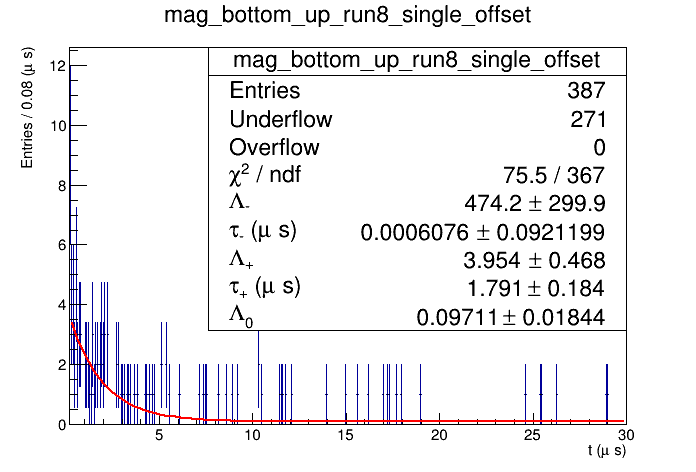 mag_bottom_up_run8_single_offset
mag_bottom_up_run8_single_offset
Entries 387
Underflow 271
Overflow 0
χ² / ndf 75.5 / 367
Λ₋ 474.2 ± 299.9
τ₋ (μ s) 0.0006076 ± 0.0921199
Λ₊ 3.954 ± 0.468
τ₊ (μ s) 1.791 ± 0.184
Λ₀ 0.09711 ± 0.01844
Entries / 0.08 (μ s)
12
10
8
6
4
2
0
5 10 15 20 25 30
t (μ s)